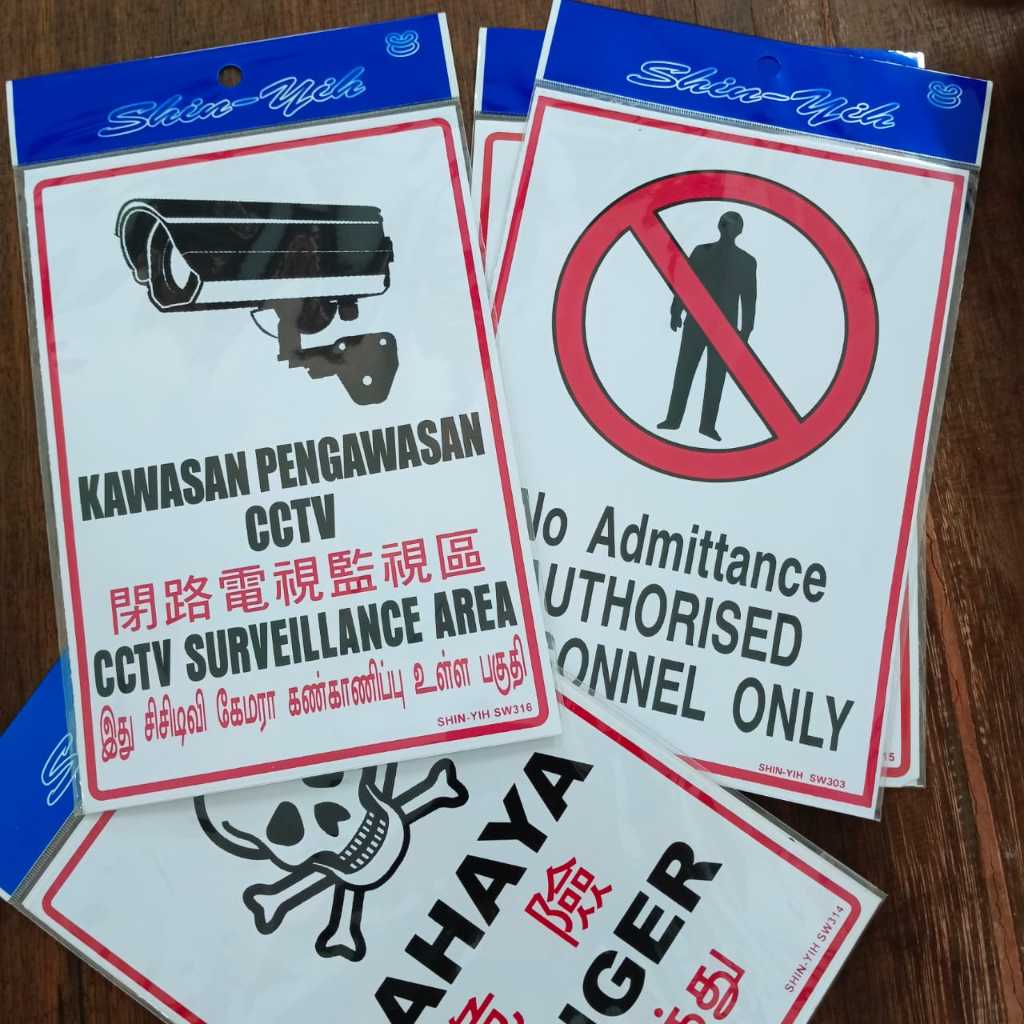 Shin-Yih
KAWASAN PENGAWASAN
CCTV
閉路電視監視區
CCTV SURVEILLANCE AREA
இது சிசிடிவி கேமரா கண்காணிப்பு உள்ள பகுதி
SHIN-YIH SW316
Shin-Yih
No Admittance
UTHORISED
ONNEL ONLY
SHIN-YIH SW303
15
AHAYA
險
NGER
SHIN-YIH SW314